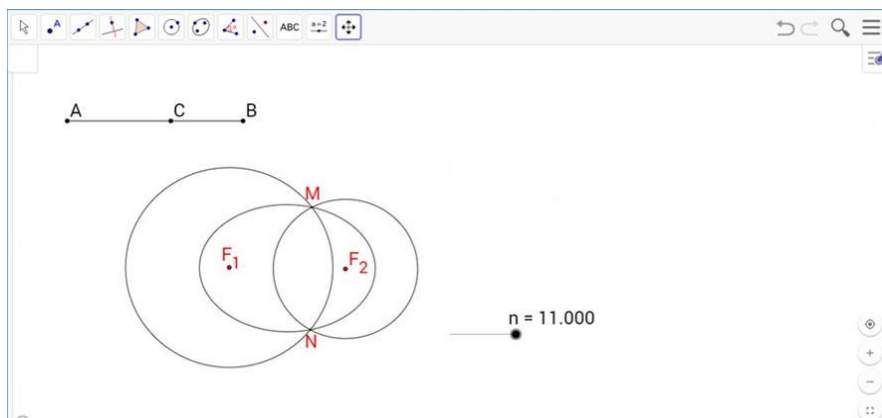 A
ABC
a=2
A C B
M
F₁
F₂
N
n = 11.000